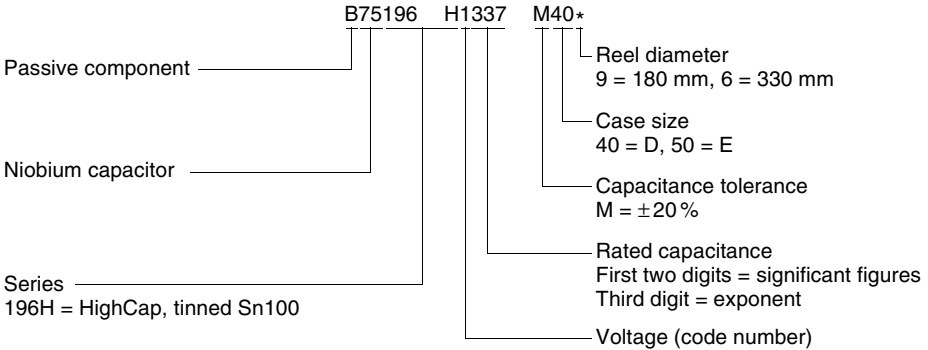 B75196 H1337 M40*
Passive component
Niobium capacitor
Series
196H = HighCap, tinned Sn100
Reel diameter
9 = 180 mm, 6 = 330 mm
Case size
40 = D, 50 = E
Capacitance tolerance
M = ±20 %
Rated capacitance
First two digits = significant figures
Third digit = exponent
Voltage (code number)